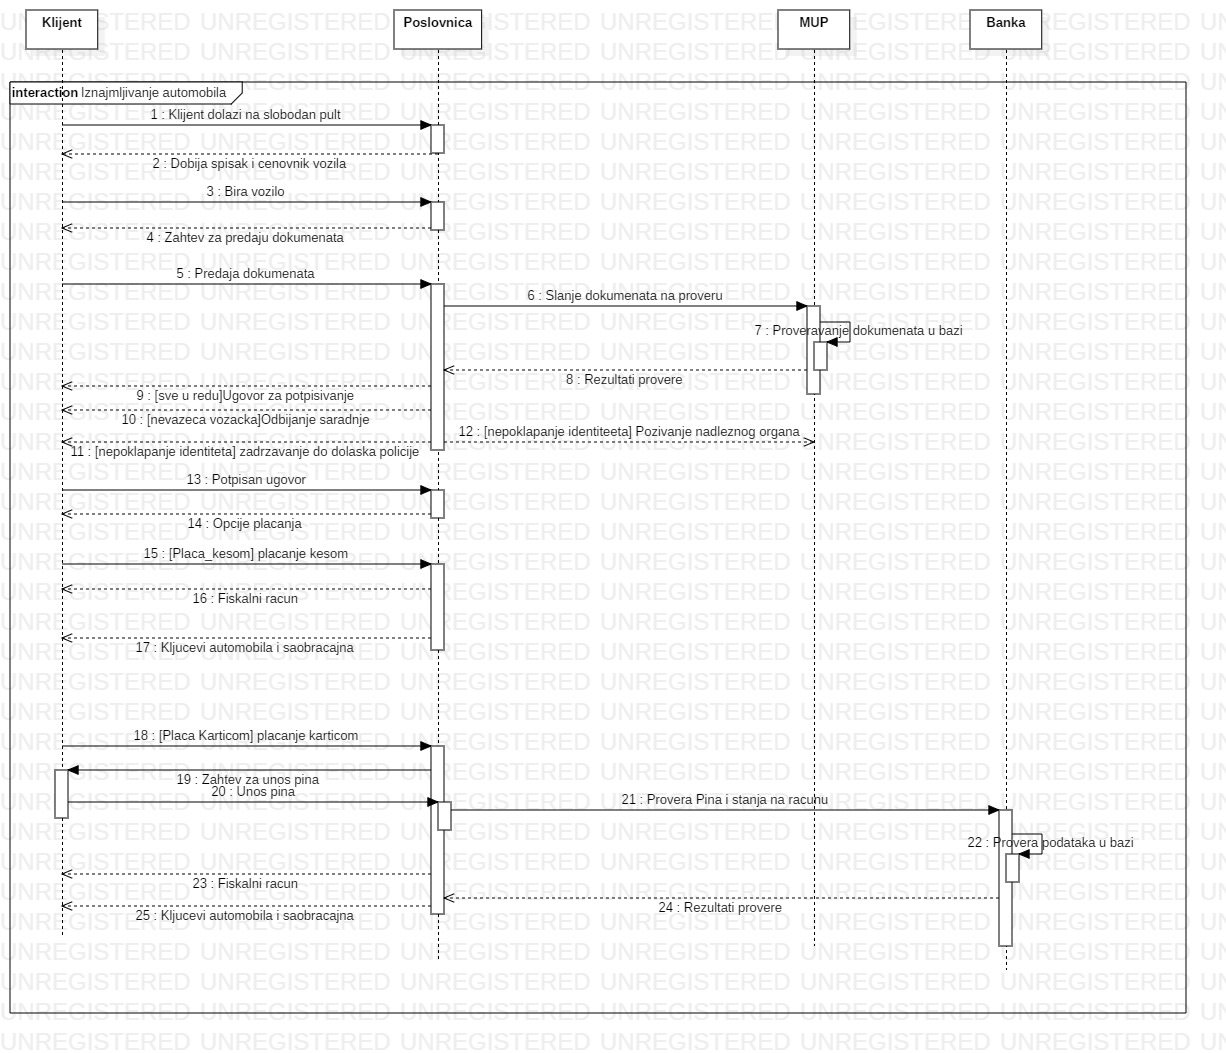 Klijent Poslovnica MUP Banka
interaction Iznajmljivanje automobila
1 : Klijent dolazi na slobodan pult
2 : Dobija spisak i cenovnik vozila
3 : Bira vozilo
4 : Zahtev za predaju dokumenata
5 : Predaja dokumenata
6 : Slanje dokumenata na proveru
7 : Proveravanje dokumenata u bazi
8 : Rezultati provere
9 : [sve u redu]Ugovor za potpisivanje
10 : [nevazeca vozacka]Odbijanje saradnje
12 : [nepoklapanje identiteeta] Pozivanje nadleznog organa
11 : [nepoklapanje identiteta] zadrzavanje do dolaska policije
13 : Potpisan ugovor
14 : Opcije placanja
15 : [Placa_kesom] placanje kesom
16 : Fiskalni racun
17 : Kljucevi automobila i saobracajna
18 : [Placa Karticom] placanje karticom
19 : Zahtev za unos pina
20 : Unos pina
21 : Provera Pina i stanja na racunu
22 : Provera podataka u bazi
23 : Fiskalni racun
24 : Rezultati provere
25 : Kljucevi automobila i saobracajna
UNREGISTERED